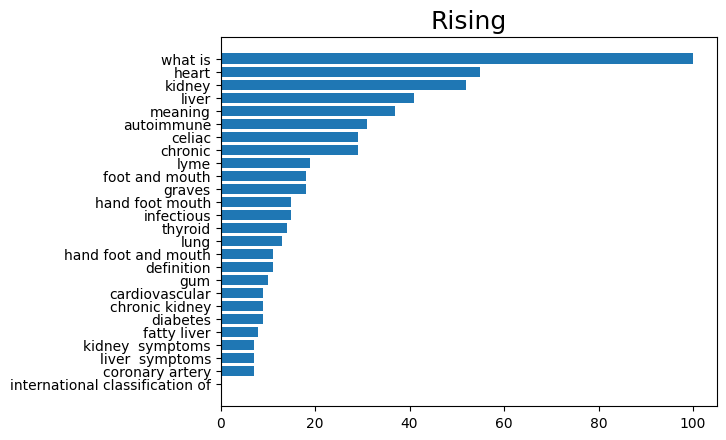 Rising
what is
heart
kidney
liver
meaning
autoimmune
celiac
chronic
lyme
foot and mouth
graves
hand foot mouth
infectious
thyroid
lung
hand foot and mouth
definition
gum
cardiovascular
chronic kidney
diabetes
fatty liver
kidney  symptoms
liver  symptoms
coronary artery
international classification of
0 20 40 60 80 100